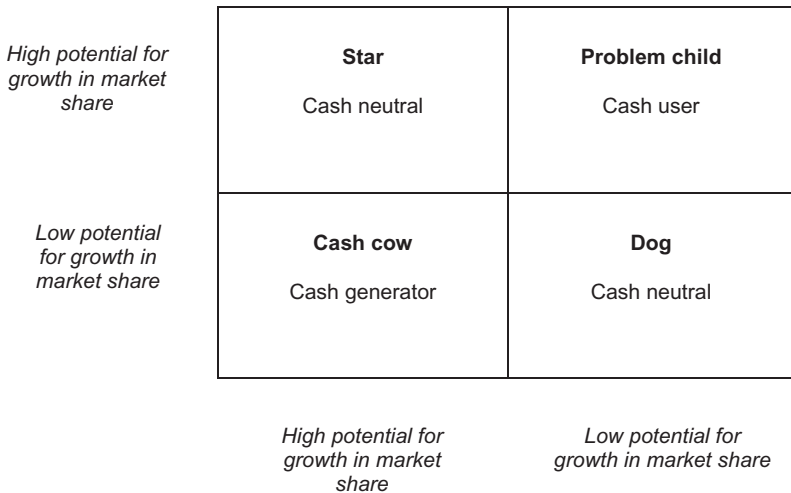 High potential for
growth in market
share
Star
Cash neutral
Problem child
Cash user
Low potential
for growth in
market share
Cash cow
Cash generator
Dog
Cash neutral
High potential for
growth in market
share
Low potential for
growth in market share